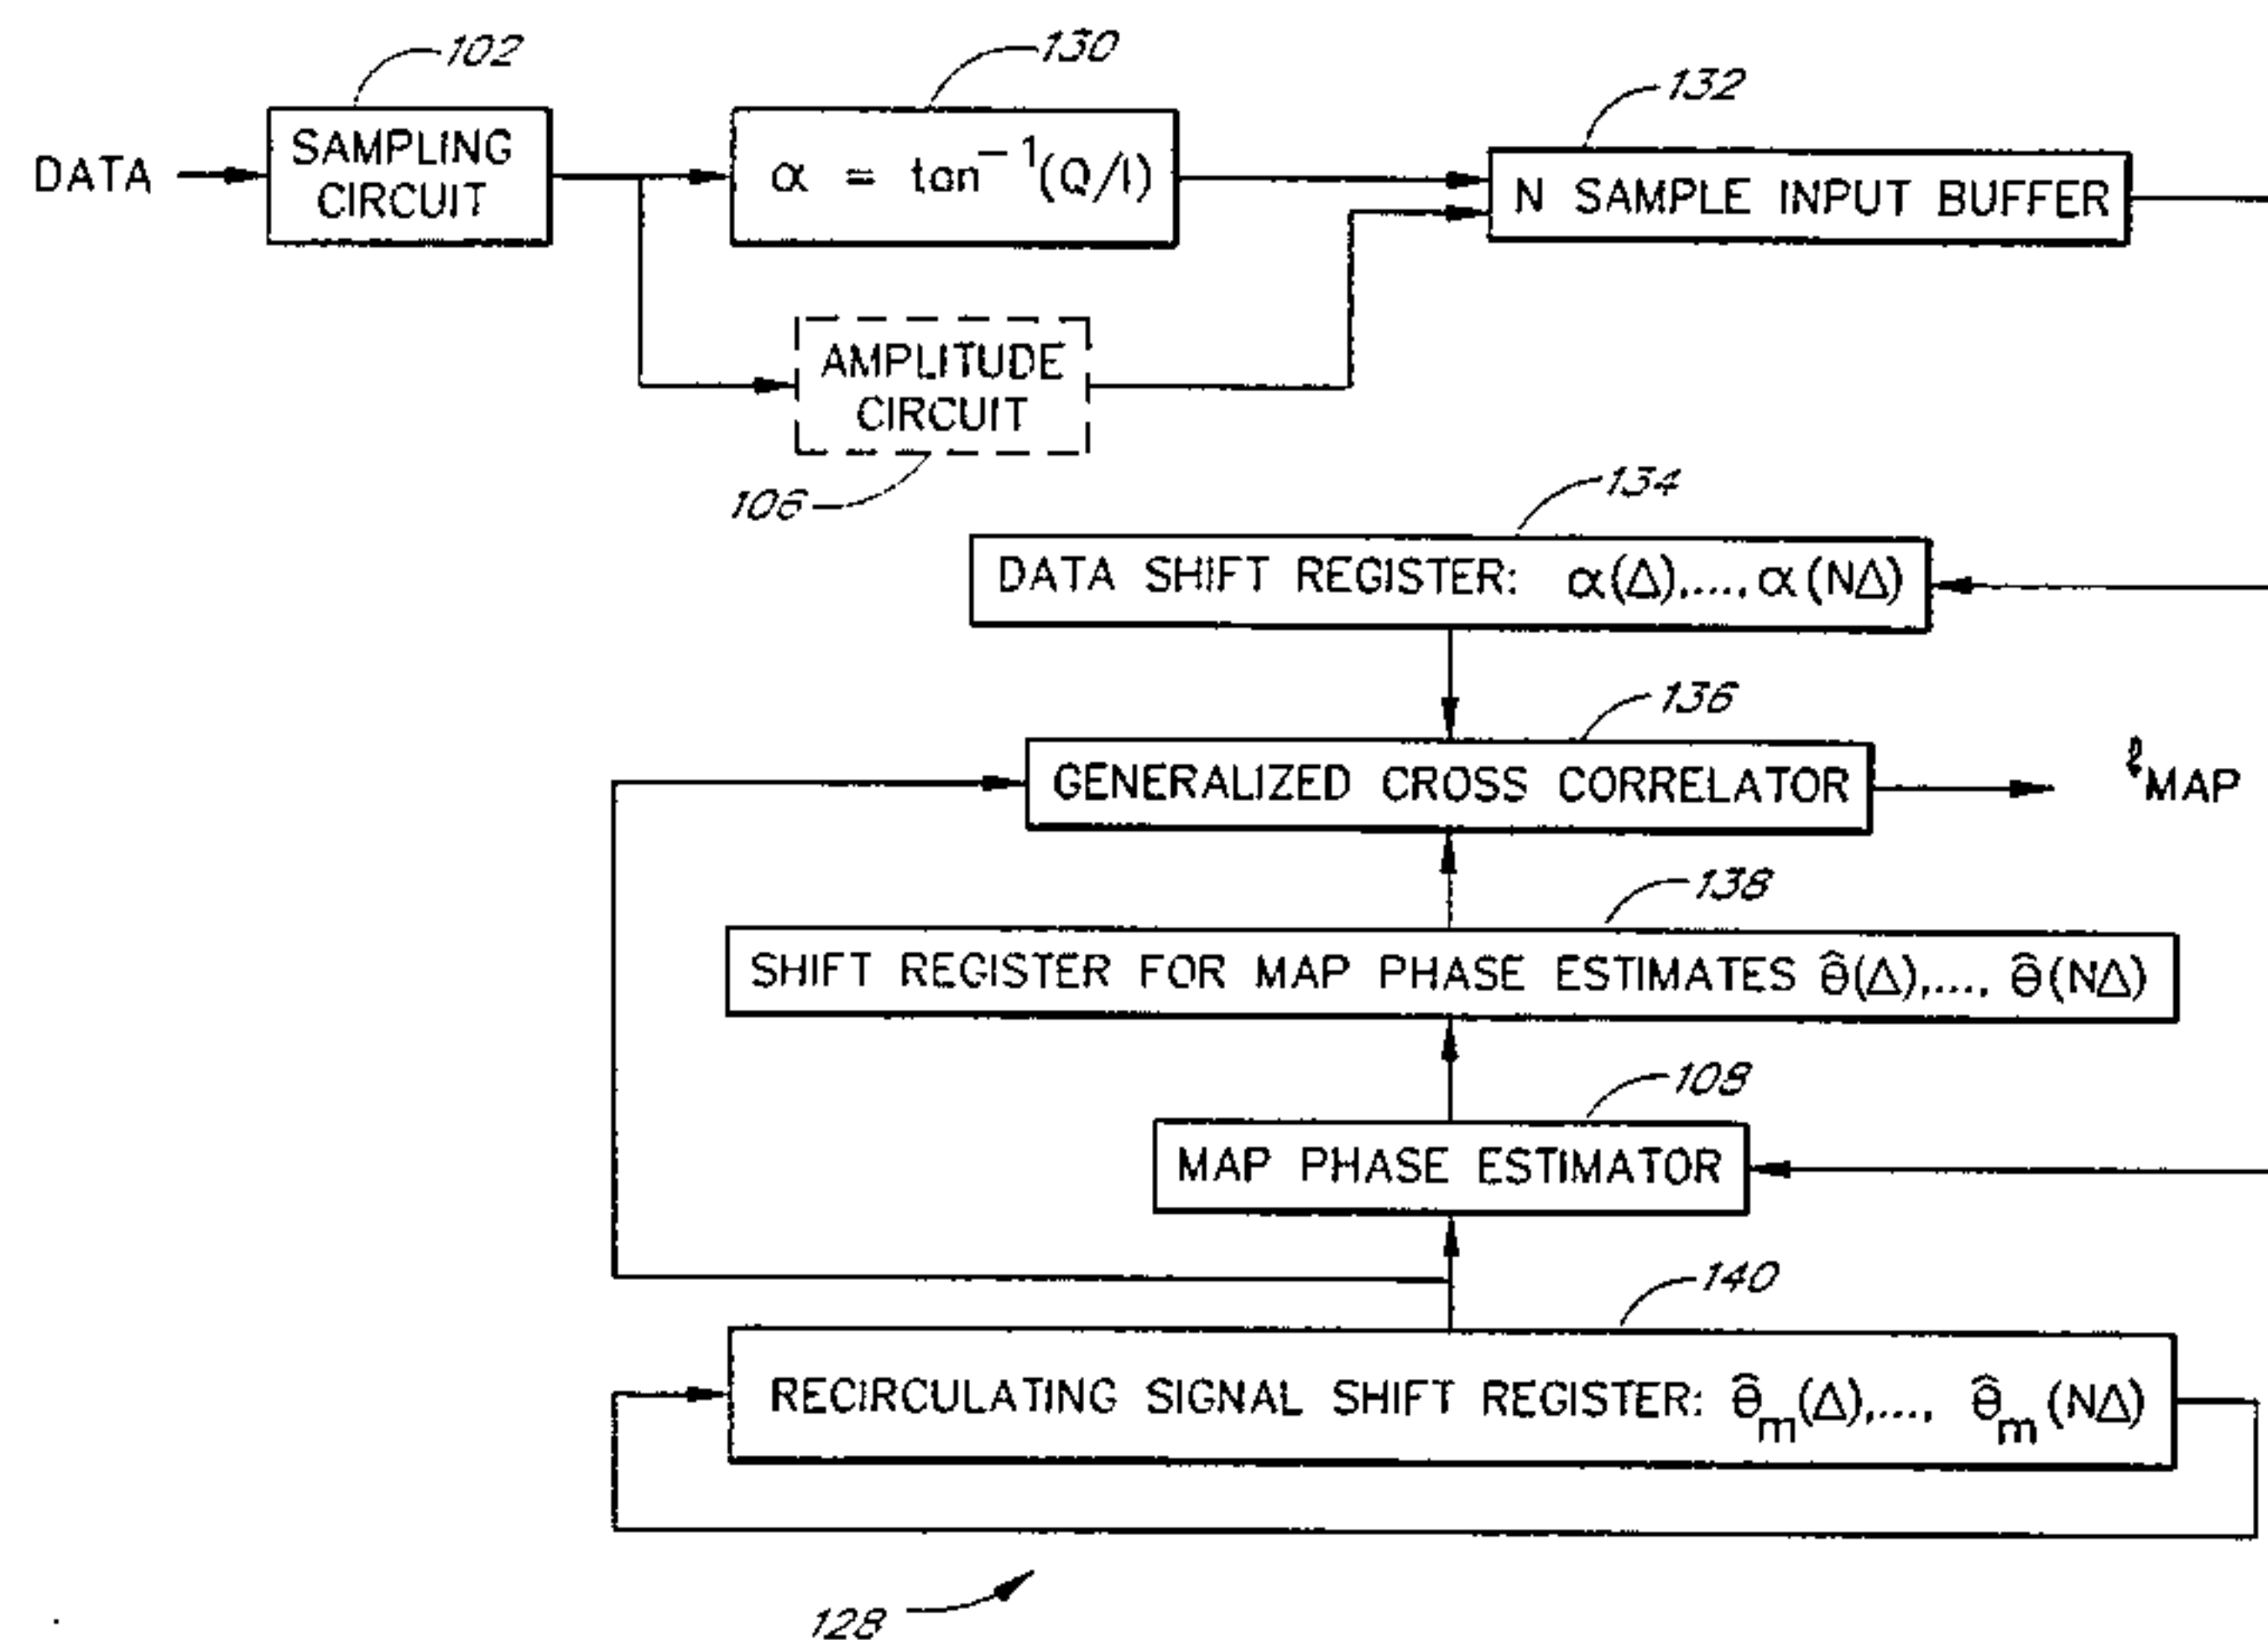 102
130
132
DATA
SAMPLING
CIRCUIT
α = tan⁻¹(Q/I)
N SAMPLE INPUT BUFFER
AMPLITUDE
CIRCUIT
106
134
DATA SHIFT REGISTER: α(Δ),..., α(NΔ)
136
GENERALIZED CROSS CORRELATOR
ℓMAP
138
SHIFT REGISTER FOR MAP PHASE ESTIMATES θ̂(Δ),..., θ̂(NΔ)
108
MAP PHASE ESTIMATOR
140
RECIRCULATING SIGNAL SHIFT REGISTER: θ̂m(Δ),..., θ̂m(NΔ)
128